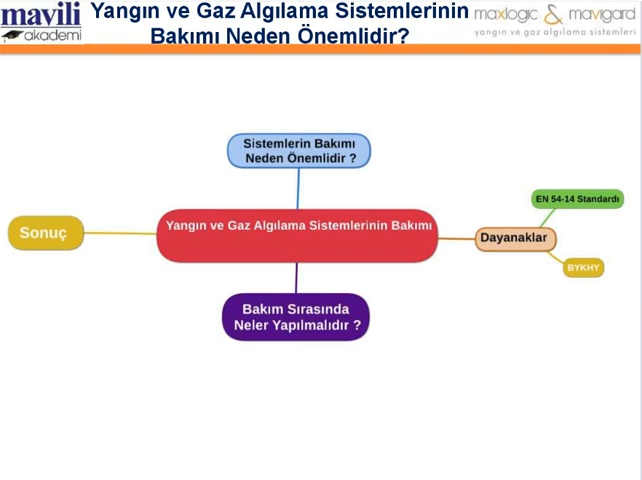 mavili
akademi
Yangın ve Gaz Algılama Sistemlerinin
Bakımı Neden Önemlidir?
maxlogic & mavigard
yangın ve gaz algılama sistemleri
Sistemlerin Bakımı
Neden Önemlidir ?
EN 54-14 Standardı
Sonuç
Yangın ve Gaz Algılama Sistemlerinin Bakımı
Dayanaklar
BYKHY
Bakım Sırasında
Neler Yapılmalıdır ?